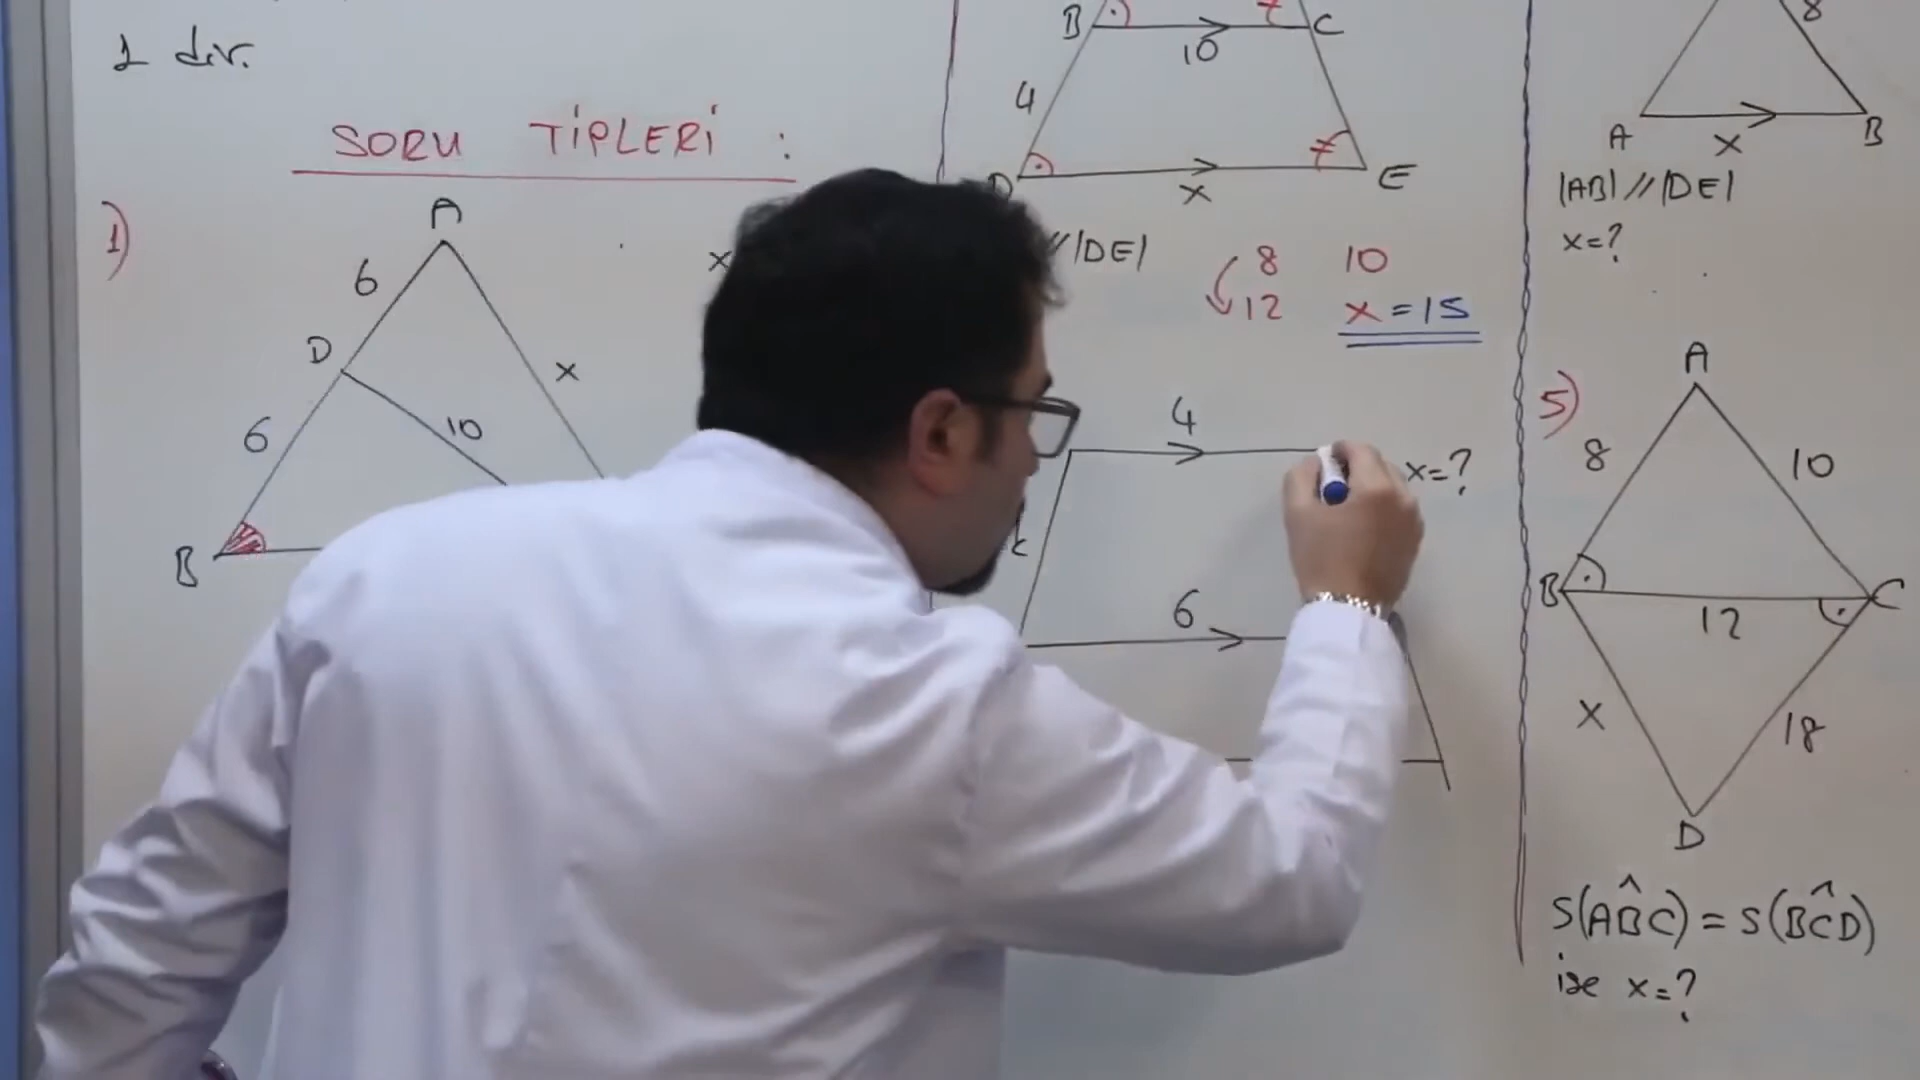 1 div.
SORU TİPLERİ :
1)
A
6
x
D
x
6
10
B
B
C
10
4
D
E
x
//|DE|
8 10
12 x = 15
4
x=?
6
8
A
B
x
|AB| // |DE|
x=?
5)
A
8
10
B
C
12
x
18
D
S(ABC) = S(BCD)
ise x=?